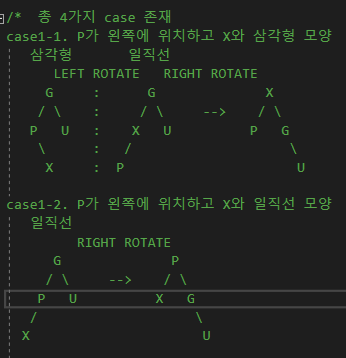 /*  총 4가지 case 존재
case1-1. P가 왼쪽에 위치하고 X와 삼각형 모양
   삼각형       일직선
      LEFT ROTATE   RIGHT ROTATE
     G     :      G              X
    / \    :     / \     -->    / \
   P   U   :    X   U          P   G
    \      :   /                    \
     X     :  P                      U
case1-2. P가 왼쪽에 위치하고 X와 일직선 모양
   일직선
         RIGHT ROTATE
      G              P
     / \     -->    / \
    P   U          X   G
   /                    \
  X                      U